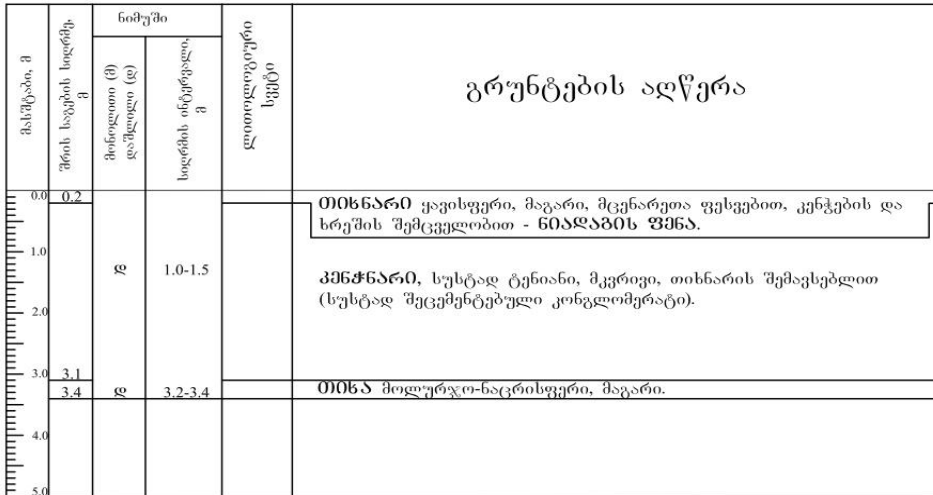 მასშტაბი, მ
შრის საგების სიღრმე,
მ
ნიმუში
მონოლითი (მ)
დაშლილი (დ)
სიღრმის ინტერვალი,
მ
ლითოლოგიური
სვეტი
გრუნტების აღწერა
0.0 0.2
თიხნარი ყავისფერი, მაგარი, მცენარეთა ფესვებით, კენჭების და
ხრეშის შემცველობით - ნიადაგის ფენა.
1.0
დ 1.0-1.5
კენჭნარი, სუსტად ტენიანი, მკვრივი, თიხნარის შემავსებლით
(სუსტად შეცემენტებული კონგლომერატი).
2.0
3.0 3.1
3.4 დ 3.2-3.4 თიხა მოლურჯო-ნაცრისფერი, მაგარი.
4.0
5.0